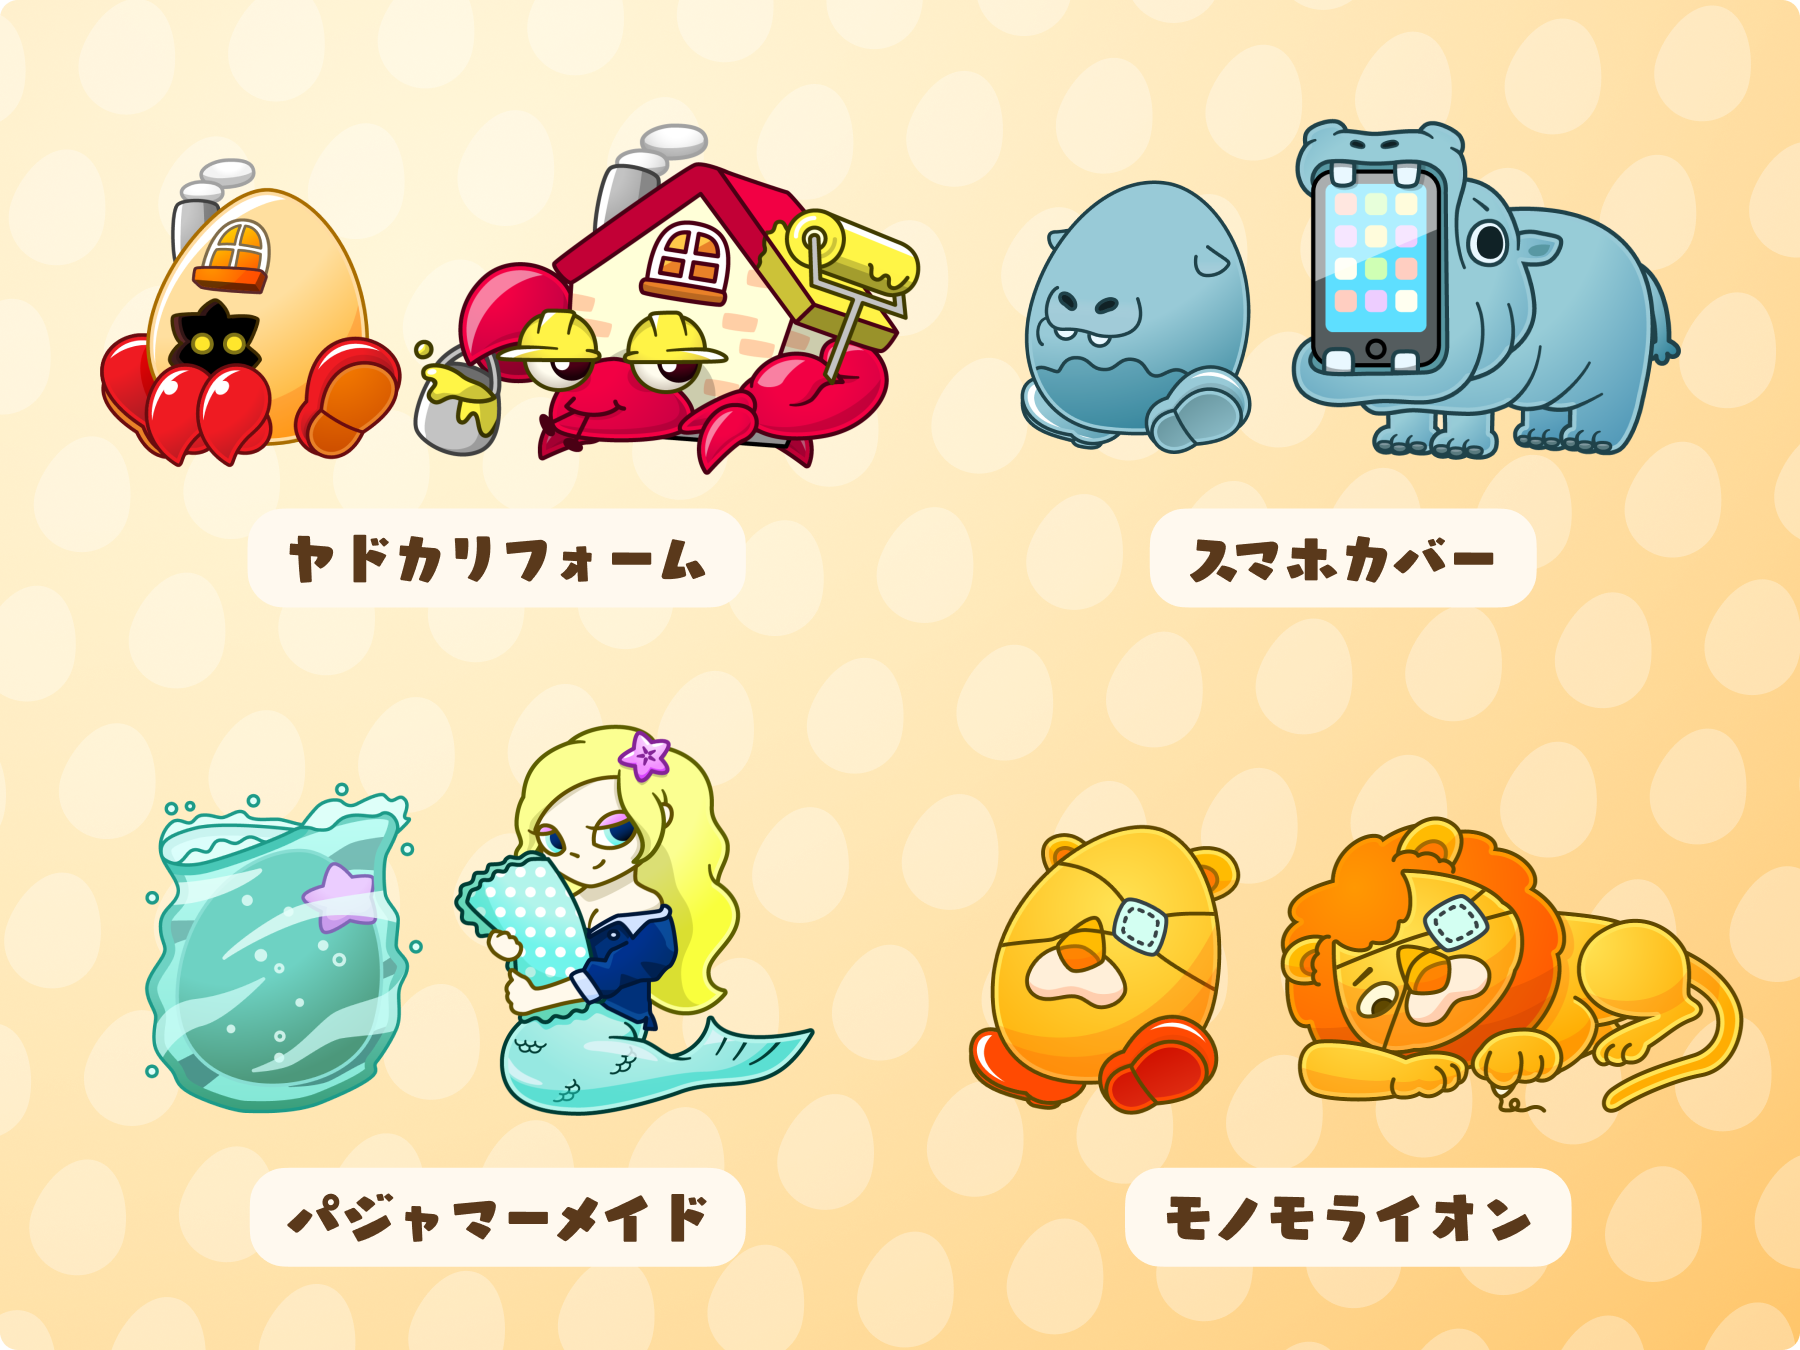 ヤドカリフォーム
スマホカバー
パジャマーメイド
モノモライオン